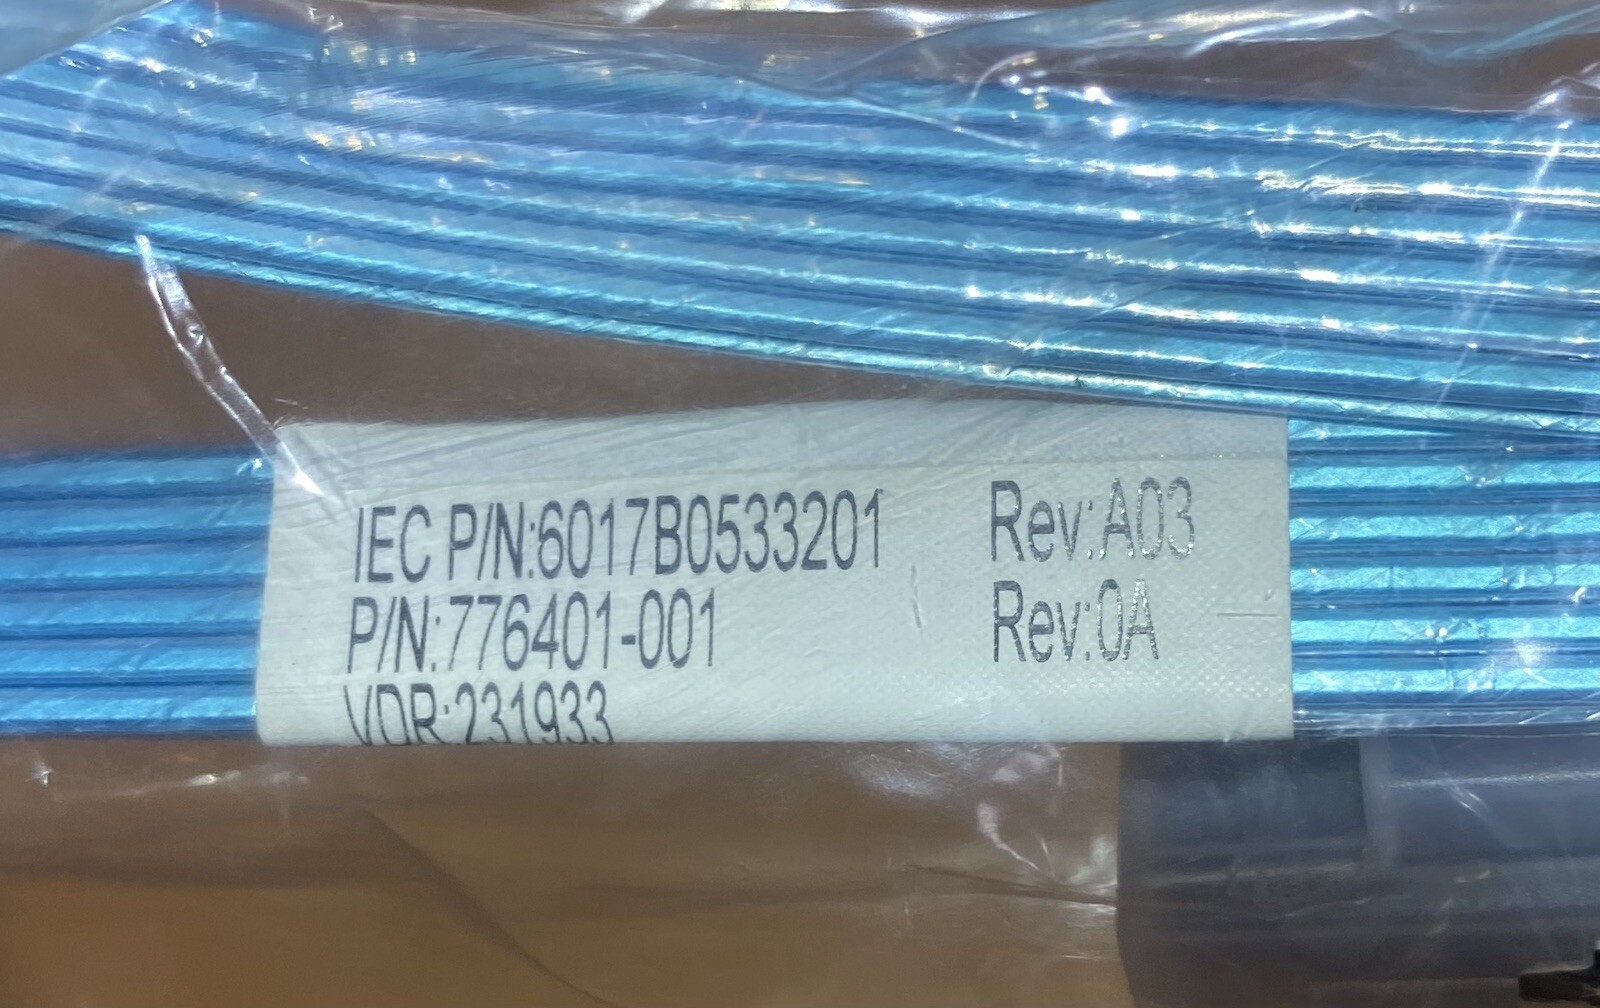 IEC P/N:6017B0533201 Rev:A03
P/N:776401-001 Rev:0A
VDR:231933